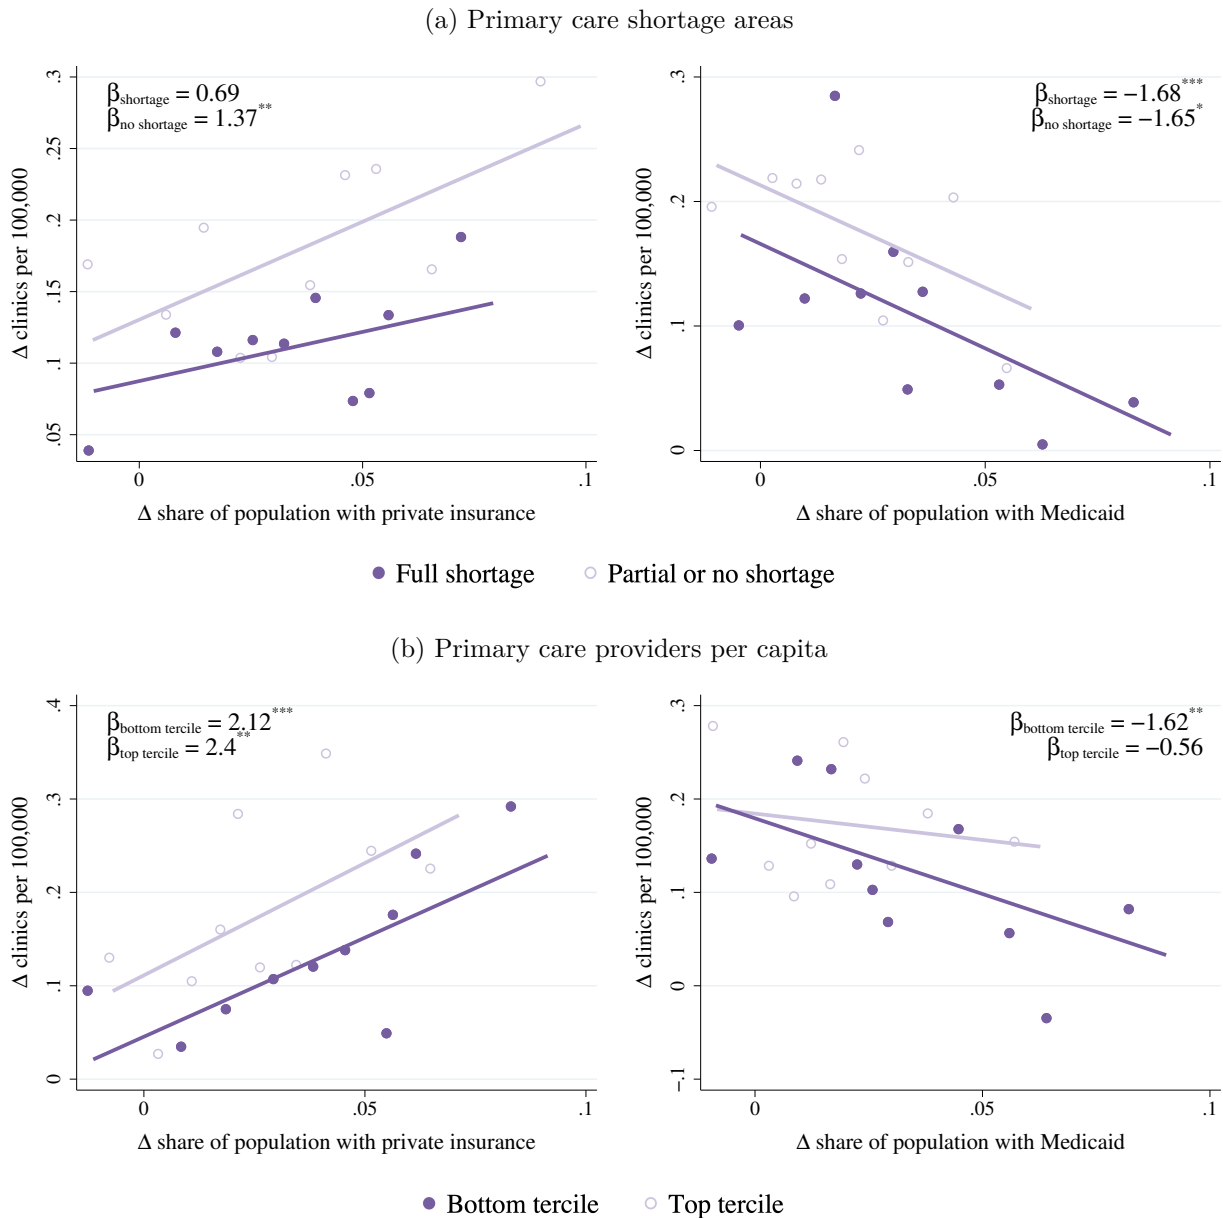 (a) Primary care shortage areas
βshortage = 0.69
βno shortage = 1.37**
.3
.25
.2
.15
.1
.05
Δ clinics per 100,000
0 .05 .1
Δ share of population with private insurance
βshortage = −1.68***
βno shortage = −1.65*
.3
.2
.1
0
Δ clinics per 100,000
0 .05 .1
Δ share of population with Medicaid
Full shortage Partial or no shortage
(b) Primary care providers per capita
βbottom tercile = 2.12***
βtop tercile = 2.4**
.4
.3
.2
.1
0
Δ clinics per 100,000
0 .05 .1
Δ share of population with private insurance
βbottom tercile = −1.62**
βtop tercile = −0.56
.3
.2
.1
0
−.1
Δ clinics per 100,000
0 .05 .1
Δ share of population with Medicaid
Bottom tercile Top tercile